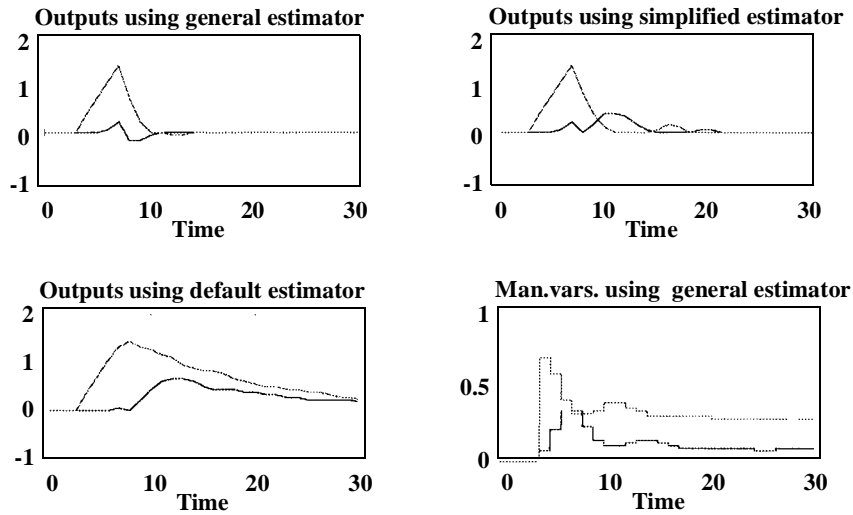 Outputs using general estimator
2
1
0
-1
0 10 20 30
Time
Outputs using simplified estimator
2
1
0
-1
0 10 20 30
Time
Outputs using default estimator
2
1
0
-1
0 10 20 30
Time
Man.vars. using general estimator
1
0.5
0
0 10 20 30
Time